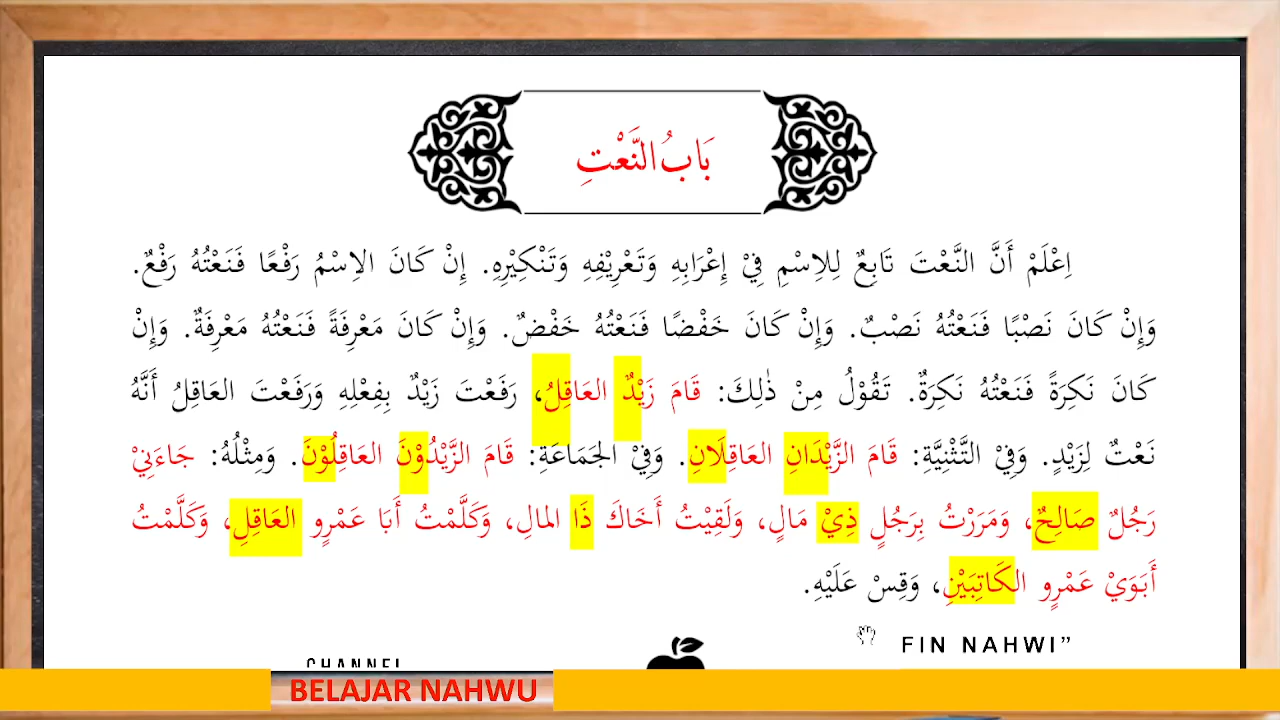 بَابُ النَّعْتِ
اِعْلَمْ أَنَّ النَّعْتَ تَابِعٌ لِلاِسْمِ فِيْ إِعْرَابِهِ وَتَعْرِيْفِهِ وَتَنْكِيْرِهِ. إِنْ كَانَ الاِسْمُ رَفْعًا فَنَعْتُهُ رَفْعٌ.
وَإِنْ كَانَ نَصْبًا فَنَعْتُهُ نَصْبٌ. وَإِنْ كَانَ خَفْضًا فَنَعْتُهُ خَفْضٌ. وَإِنْ كَانَ مَعْرِفَةً فَنَعْتُهُ مَعْرِفَةٌ. وَإِنْ
كَانَ نَكِرَةً فَنَعْتُهُ نَكِرَةٌ. تَقُوْلُ مِنْ ذٰلِكَ: قَامَ زَيْدٌ العَاقِلُ، رَفَعْتَ زَيْدٌ بِفِعْلِهِ وَرَفَعْتَ العَاقِلُ أَنَّهُ
نَعْتٌ لِزَيْدٍ. وَفِيْ التَّثْنِيَّةِ: قَامَ الزَّيْدَانِ العَاقِلَانِ. وَفِيْ الجَمَاعَةِ: قَامَ الزَّيْدُوْنَ العَاقِلُوْنَ. وَمِثْلُهُ: جَاءَنِيْ
رَجُلٌ صَالِحٌ، وَمَرَرْتُ بِرَجُلٍ ذِيْ مَالٍ، وَلَقِيْتُ أَخَاكَ ذَا المالِ، وَكَلَّمْتُ أَبَا عَمْرٍو العَاقِلِ، وَكَلَّمْتُ
أَبَوَيْ عَمْرٍو الكَاتِبَيْنِ، وَقِسْ عَلَيْهِ.
FIN NAHWI”
CHANNEL
BELAJAR NAHWU